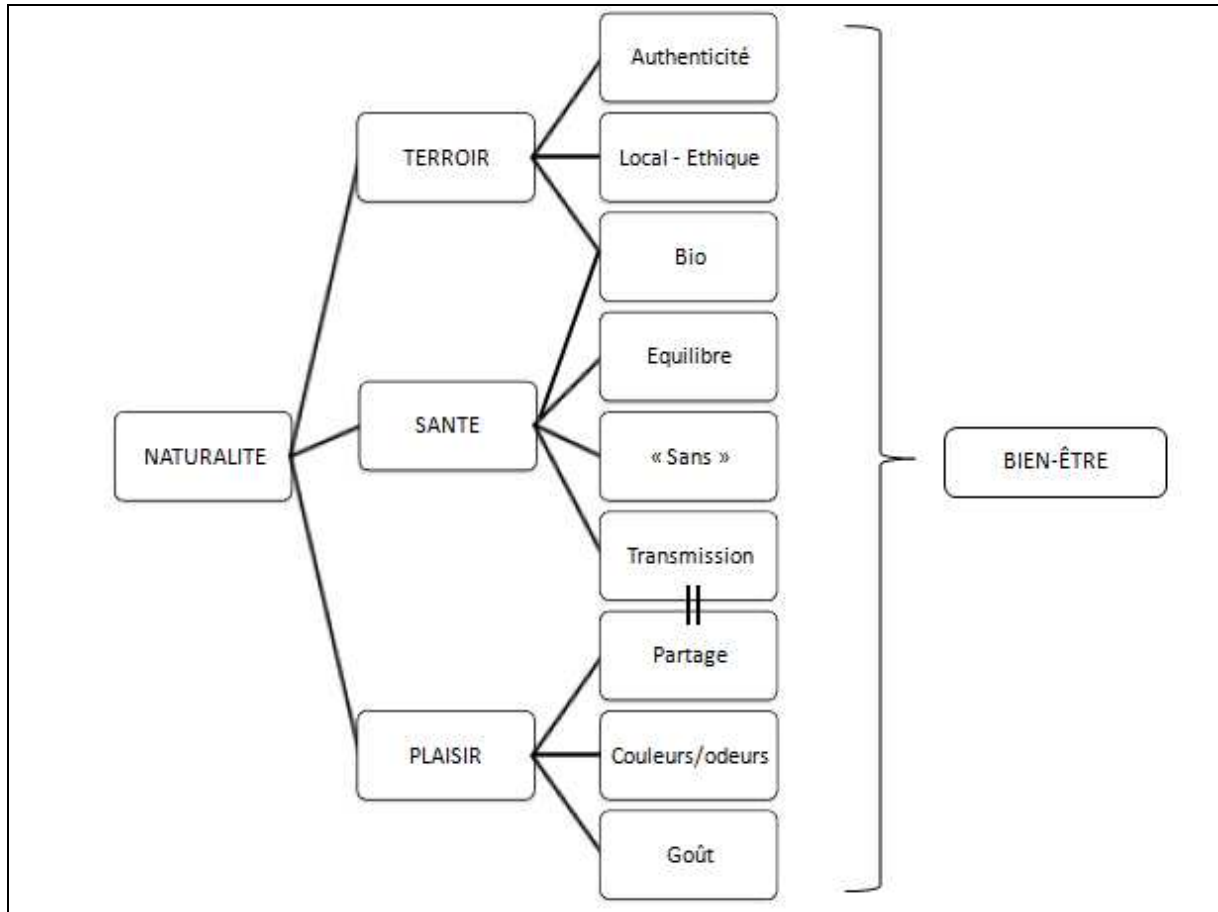 Authenticité
TERROIR
Local - Ethique
Bio
Equilibre
SANTE
NATURALITE
« Sans »
BIEN-ÊTRE
Transmission
Partage
PLAISIR
Couleurs/odeurs
Goût